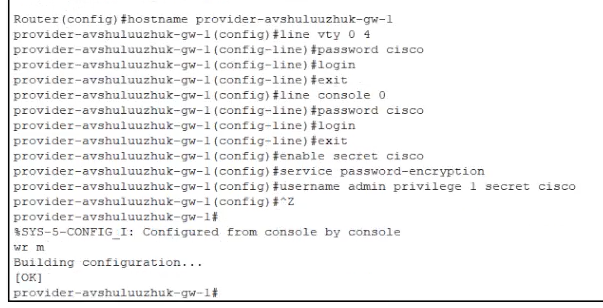 Router(config)#hostname provider-avshuluuzhuk-gw-1
provider-avshuluuzhuk-gw-1(config)#line vty 0 4
provider-avshuluuzhuk-gw-1(config-line)#password cisco
provider-avshuluuzhuk-gw-1(config-line)#login
provider-avshuluuzhuk-gw-1(config-line)#exit
provider-avshuluuzhuk-gw-1(config)#line console 0
provider-avshuluuzhuk-gw-1(config-line)#password cisco
provider-avshuluuzhuk-gw-1(config-line)#login
provider-avshuluuzhuk-gw-1(config-line)#exit
provider-avshuluuzhuk-gw-1(config)#enable secret cisco
provider-avshuluuzhuk-gw-1(config)#service password-encryption
provider-avshuluuzhuk-gw-1(config)#username admin privilege 1 secret cisco
provider-avshuluuzhuk-gw-1(config)#^Z
provider-avshuluuzhuk-gw-1#
%SYS-5-CONFIG_I: Configured from console by console
wr m
Building configuration...
[OK]
provider-avshuluuzhuk-gw-1#